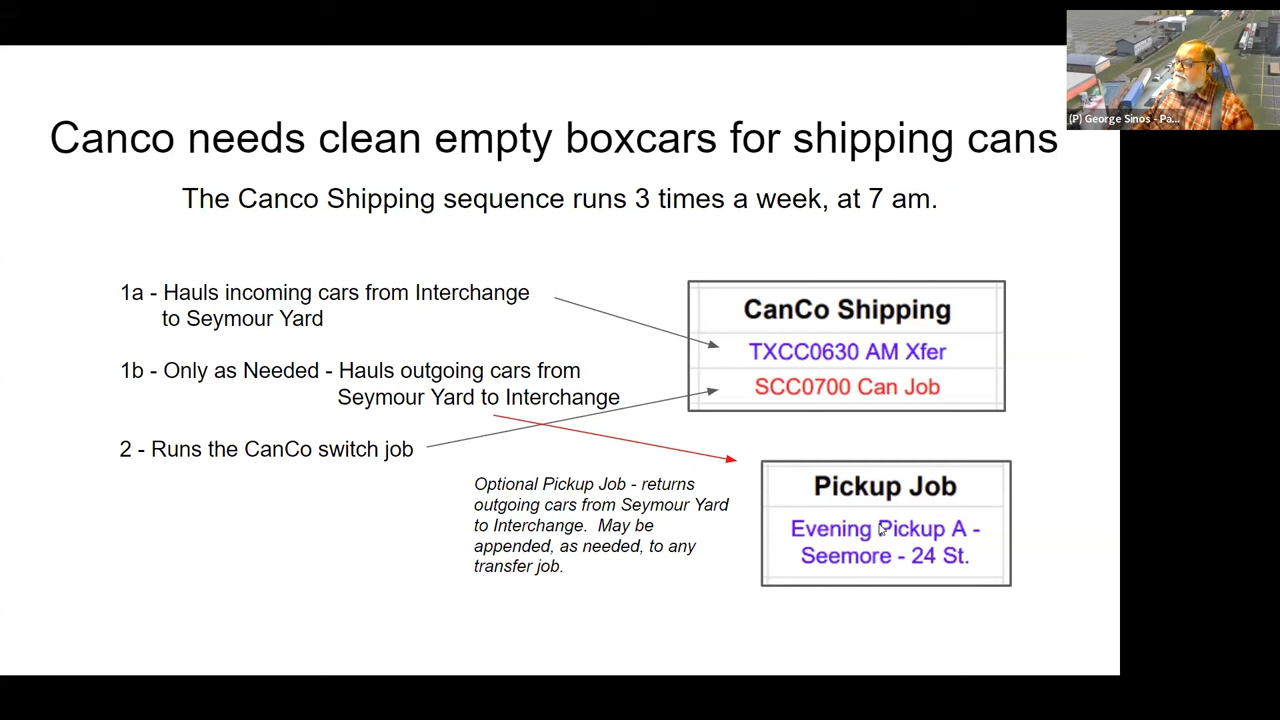 Canco needs clean empty boxcars for shipping cans
The Canco Shipping sequence runs 3 times a week, at 7 am.
1a - Hauls incoming cars from Interchange
to Seymour Yard
1b - Only as Needed - Hauls outgoing cars from
Seymour Yard to Interchange
2 - Runs the CanCo switch job
CanCo Shipping
TXCC0630 AM Xfer
SCC0700 Can Job
Optional Pickup Job - returns
outgoing cars from Seymour Yard
to Interchange. May be
appended, as needed, to any
transfer job.
Pickup Job
Evening Pickup A -
Seemore - 24 St.
(P) George Sinos - Pa...